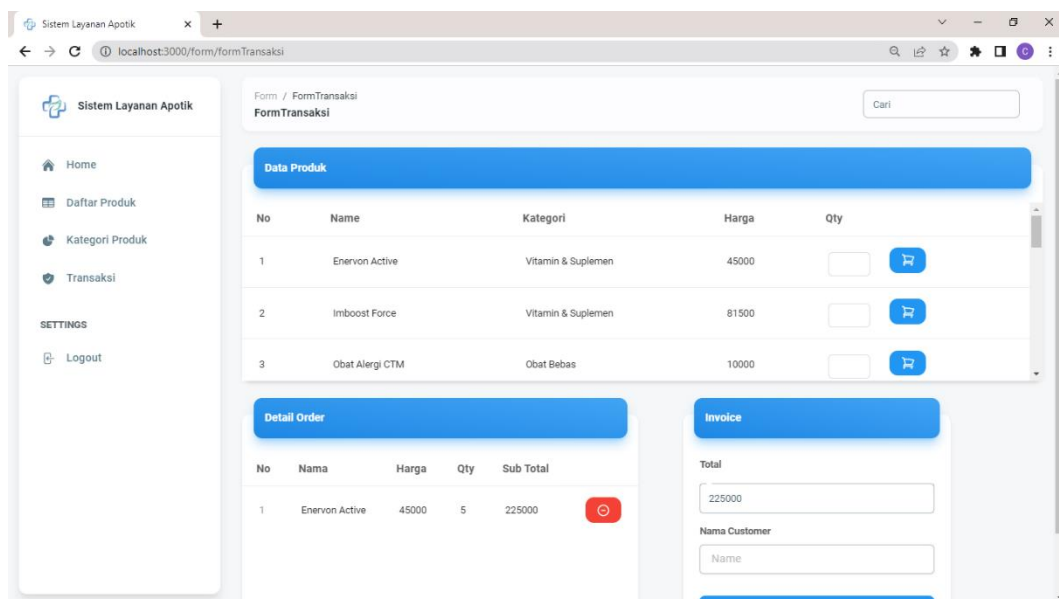 Sistem Layanan Apotik
localhost:3000/form/formTransaksi
C
Sistem Layanan Apotik
Home
Daftar Produk
Kategori Produk
Transaksi
SETTINGS
Logout
Form / FormTransaksi
FormTransaksi
Cari
Data Produk
No Name Kategori Harga Qty
1 Enervon Active Vitamin & Suplemen 45000
2 Imboost Force Vitamin & Suplemen 81500
3 Obat Alergi CTM Obat Bebas 10000
Detail Order
No Nama Harga Qty Sub Total
1 Enervon Active 45000 5 225000
Invoice
Total
225000
Nama Customer
Name